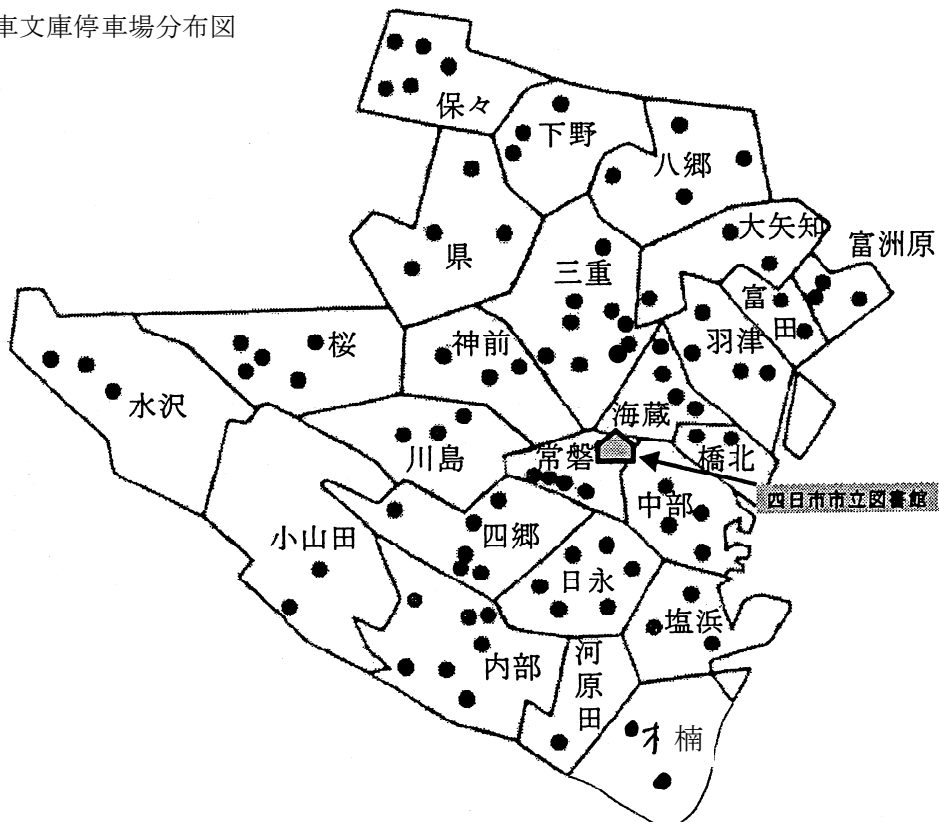 車文庫停車場分布図
保々
下野
八郷
大矢知
富洲原
県
三重
富田
桜
神前
羽津
水沢
海蔵
川島
常磐
橋北
四日市市立図書館
中部
四郷
小山田
日永
塩浜
内部
河原田
楠